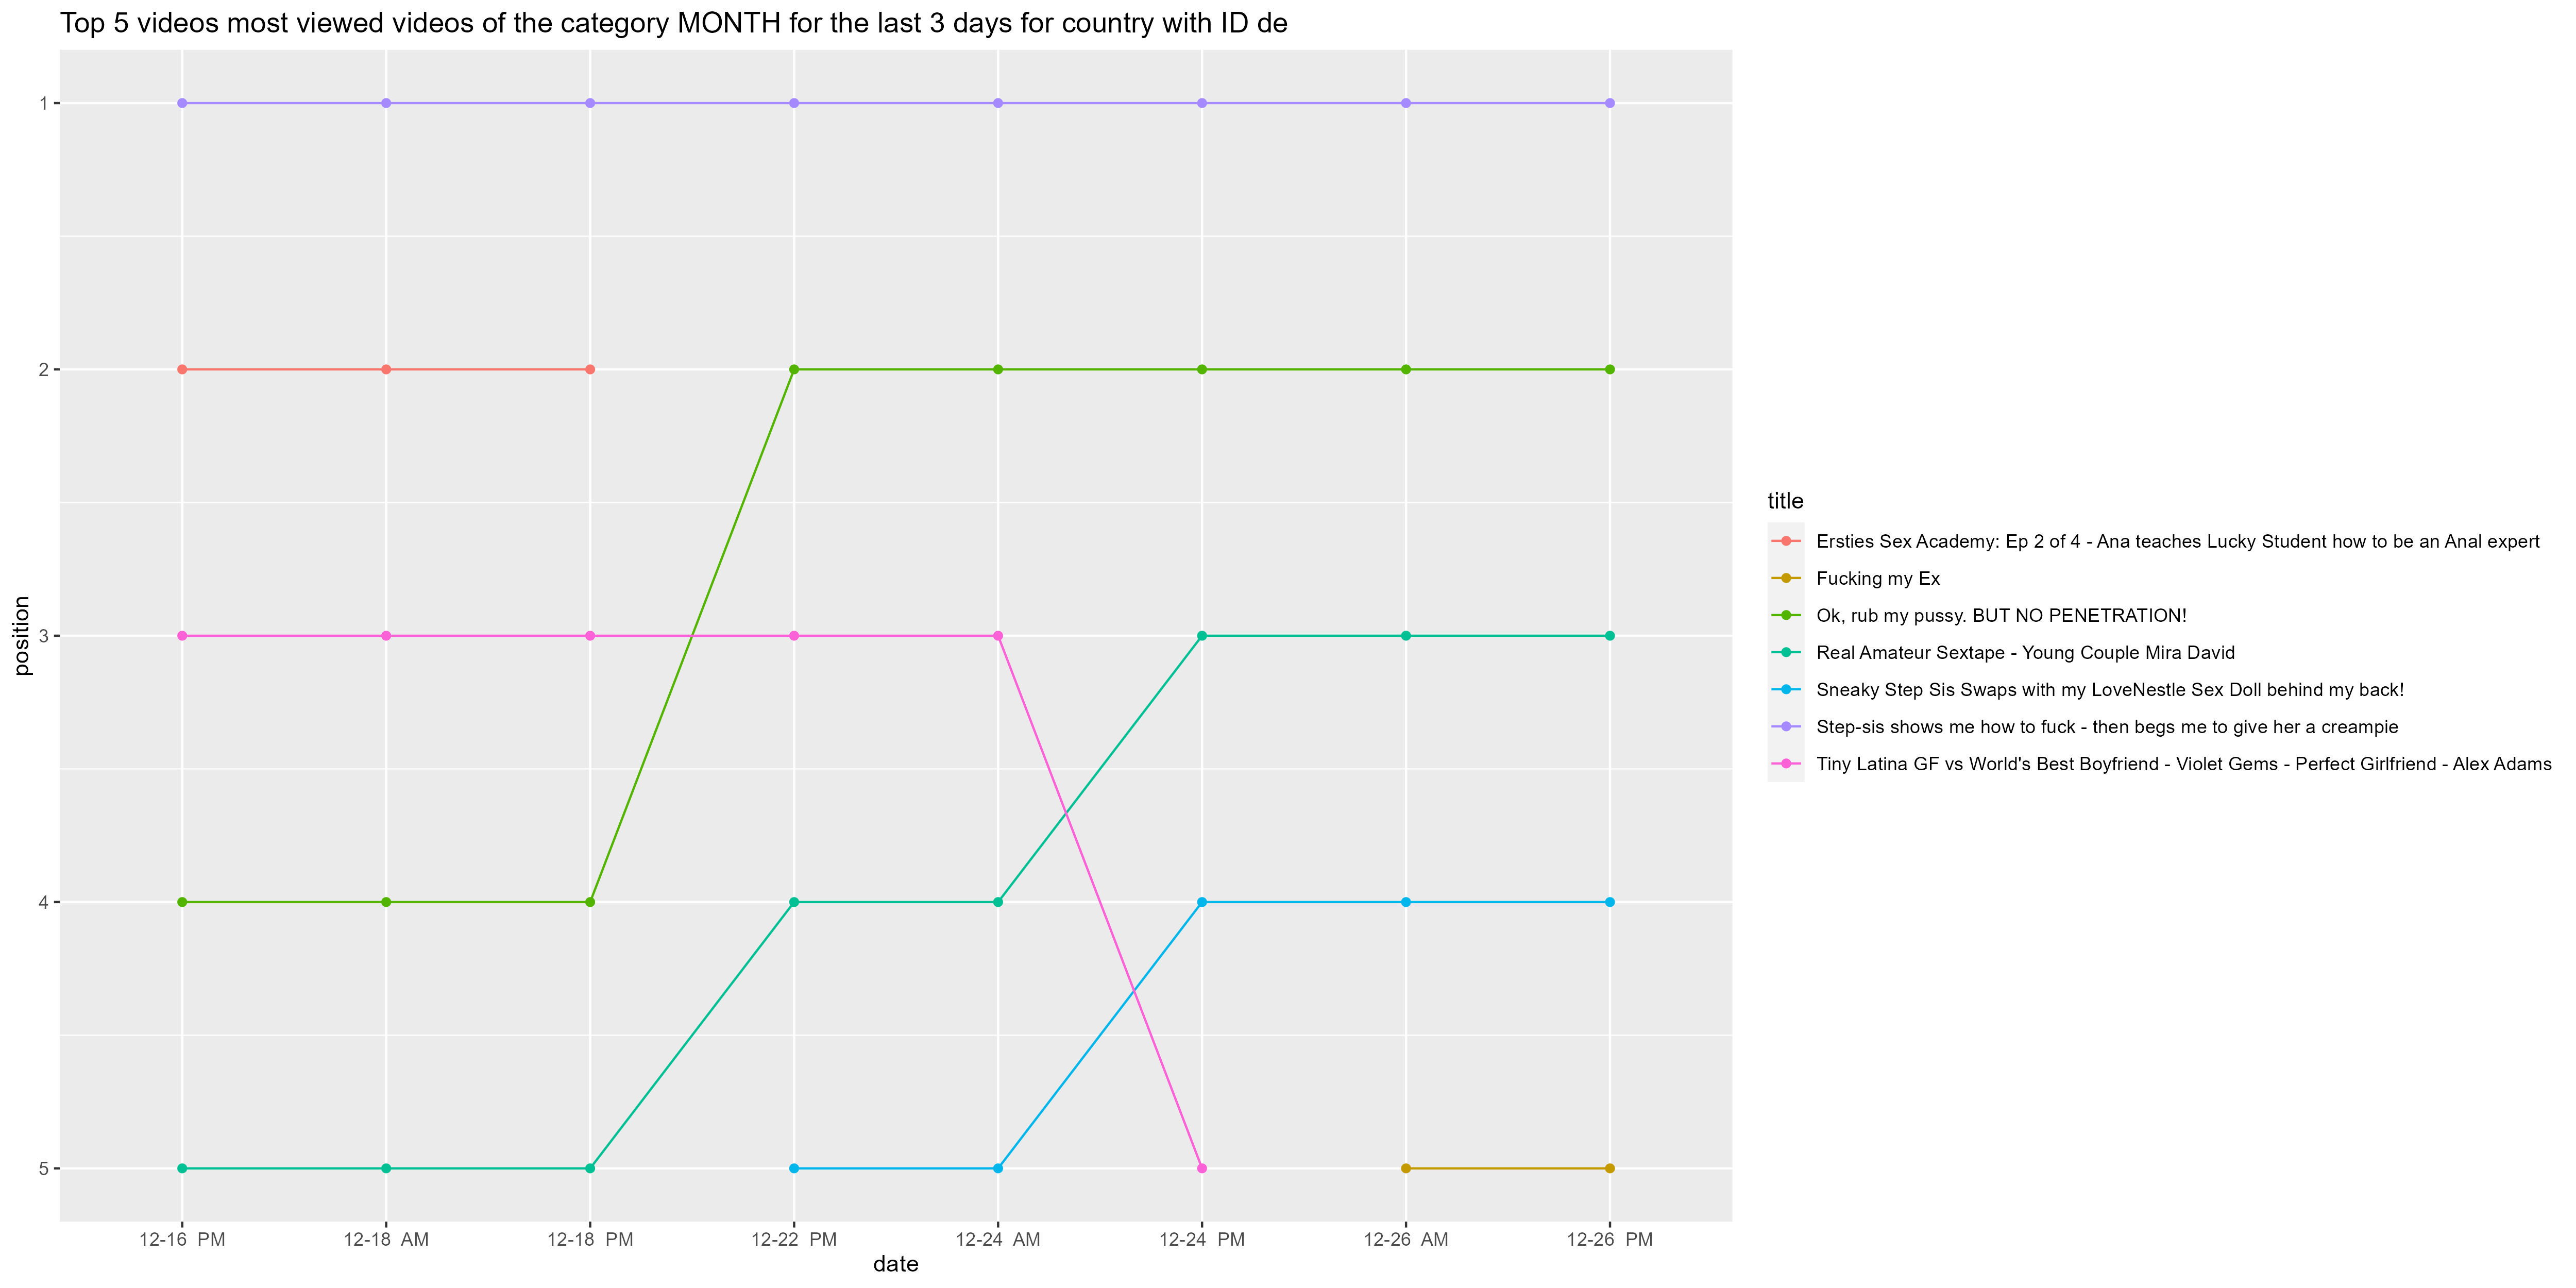 Top 5 videos most viewed videos of the category MONTH for the last 3 days for country with ID de
position
1
2
3
4
5
12-16 PM
12-18 AM
12-18 PM
12-22 PM
12-24 AM
12-24 PM
12-26 AM
12-26 PM
date
title
Ersties Sex Academy: Ep 2 of 4 - Ana teaches Lucky Student how to be an Anal expert
Fucking my Ex
Ok, rub my pussy. BUT NO PENETRATION!
Real Amateur Sextape - Young Couple Mira David
Sneaky Step Sis Swaps with my LoveNestle Sex Doll behind my back!
Step-sis shows me how to fuck - then begs me to give her a creampie
Tiny Latina GF vs World's Best Boyfriend - Violet Gems - Perfect Girlfriend - Alex Adams